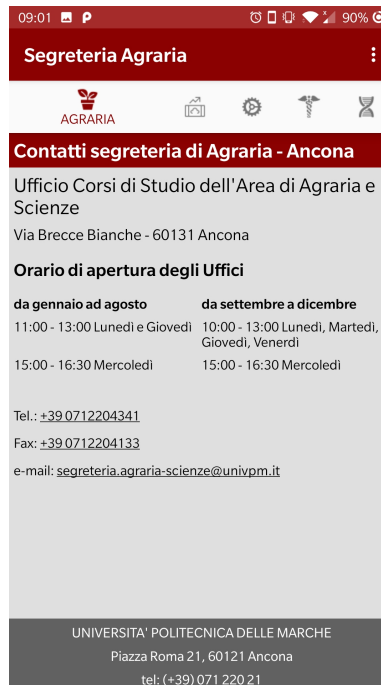 09:01 90%
Segreteria Agraria
AGRARIA
Contatti segreteria di Agraria - Ancona
Ufficio Corsi di Studio dell'Area di Agraria e
Scienze
Via Brecce Bianche - 60131 Ancona
Orario di apertura degli Uffici
da gennaio ad agosto da settembre a dicembre
11:00 - 13:00 Lunedì e Giovedì 10:00 - 13:00 Lunedì, Martedì,
Giovedì, Venerdì
15:00 - 16:30 Mercoledì 15:00 - 16:30 Mercoledì
Tel.: +39 0712204341
Fax: +39 0712204133
e-mail: segreteria.agraria-scienze@univpm.it
UNIVERSITA' POLITECNICA DELLE MARCHE
Piazza Roma 21, 60121 Ancona
tel: (+39) 071 220 21